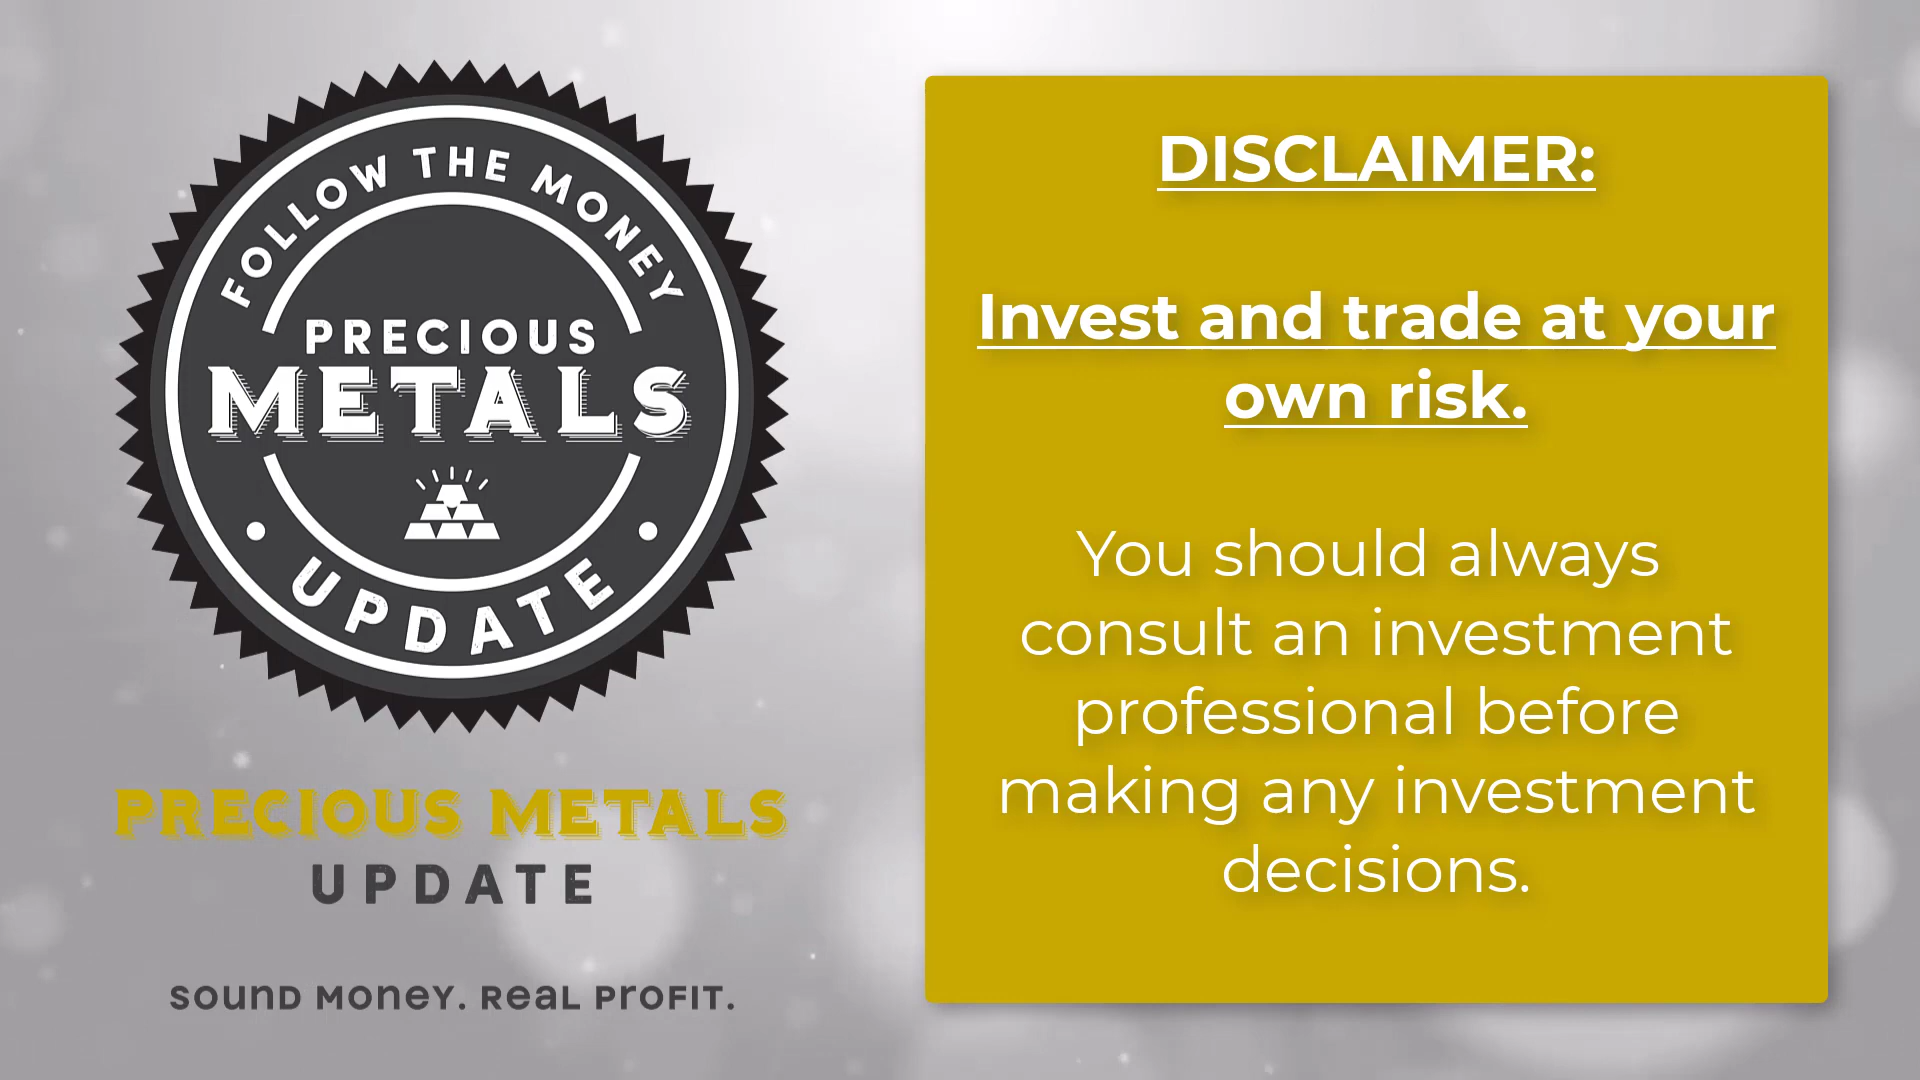 FOLLOW THE MONEY
PRECIOUS
METALS
UPDATE
PRECIOUS METALS
UPDATE
SOUND MONEY. REAL PROFIT.
DISCLAIMER:
Invest and trade at your
own risk.
You should always
consult an investment
professional before
making any investment
decisions.